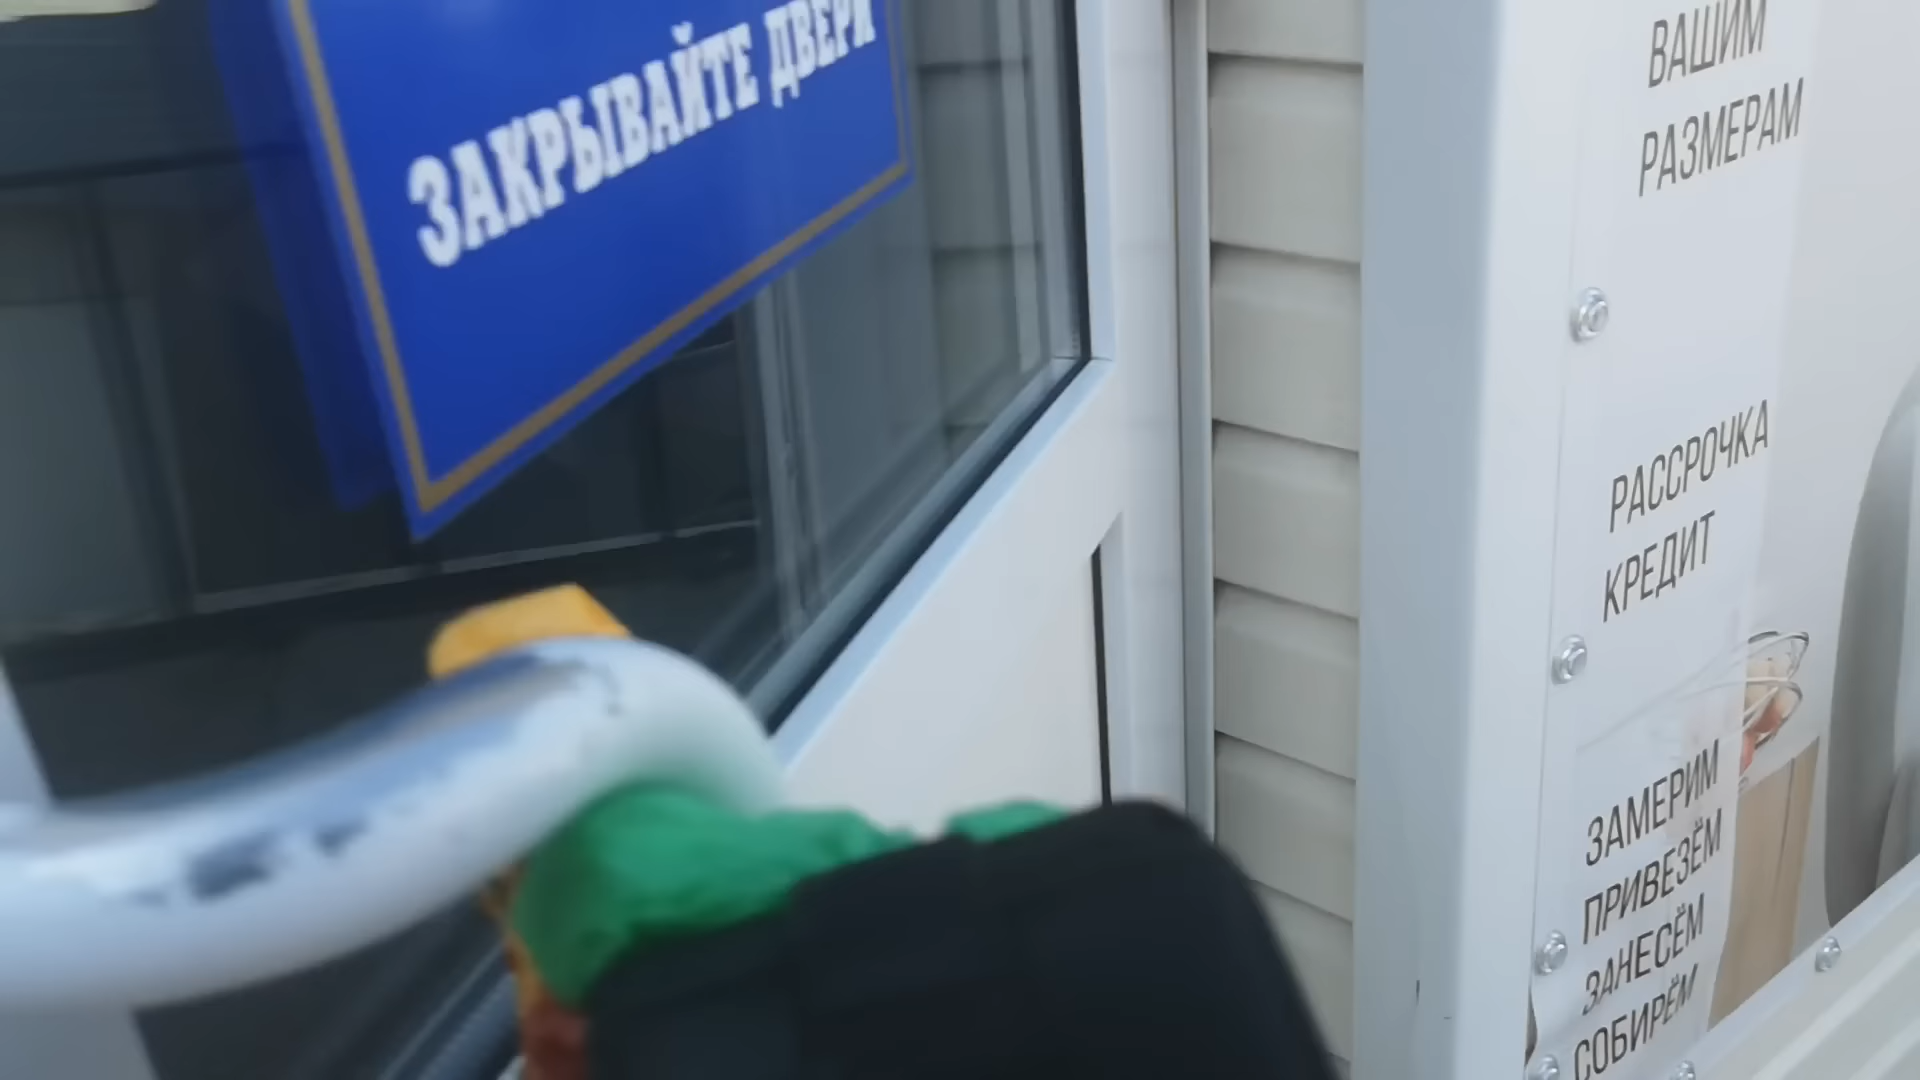 ЗАКРЫВАЙТЕ ДВЕРИ
ВАШИМ
РАЗМЕРАМ
РАССРОЧКА
КРЕДИТ
ЗАМЕРИМ
ПРИВЕЗЁМ
ЗАНЕСЁМ
СОБИРЁМ